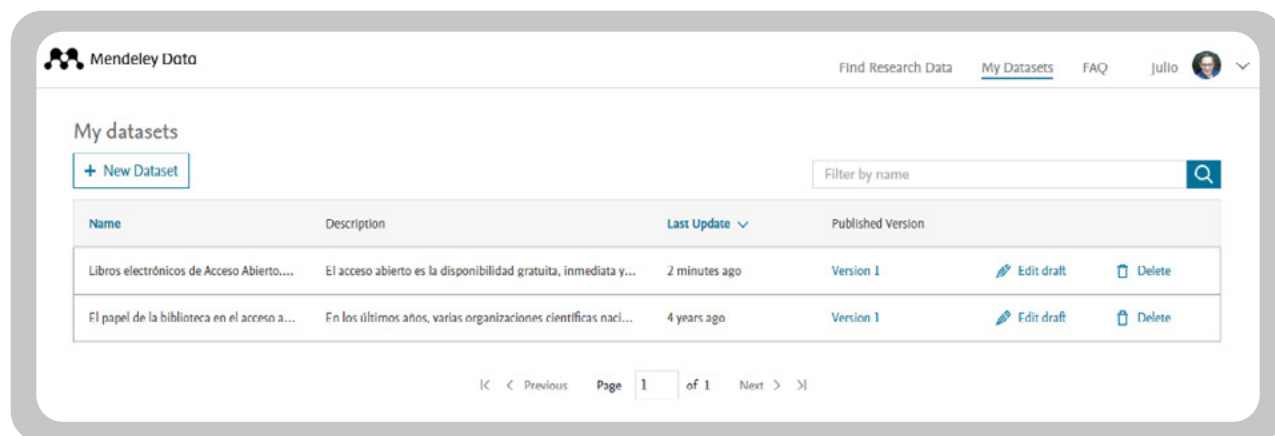 Mendeley Data
Find Research Data My Datasets FAQ Julio
My datasets
+ New Dataset
Filter by name
Name Description Last Update Published Version
Libros electrónicos de Acceso Abierto.... El acceso abierto es la disponibilidad gratuita, inmediata y... 2 minutes ago Version 1 Edit draft Delete
El papel de la biblioteca en el acceso a... En los últimos años, varias organizaciones científicas naci... 4 years ago Version 1 Edit draft Delete
Previous Page 1 of 1 Next